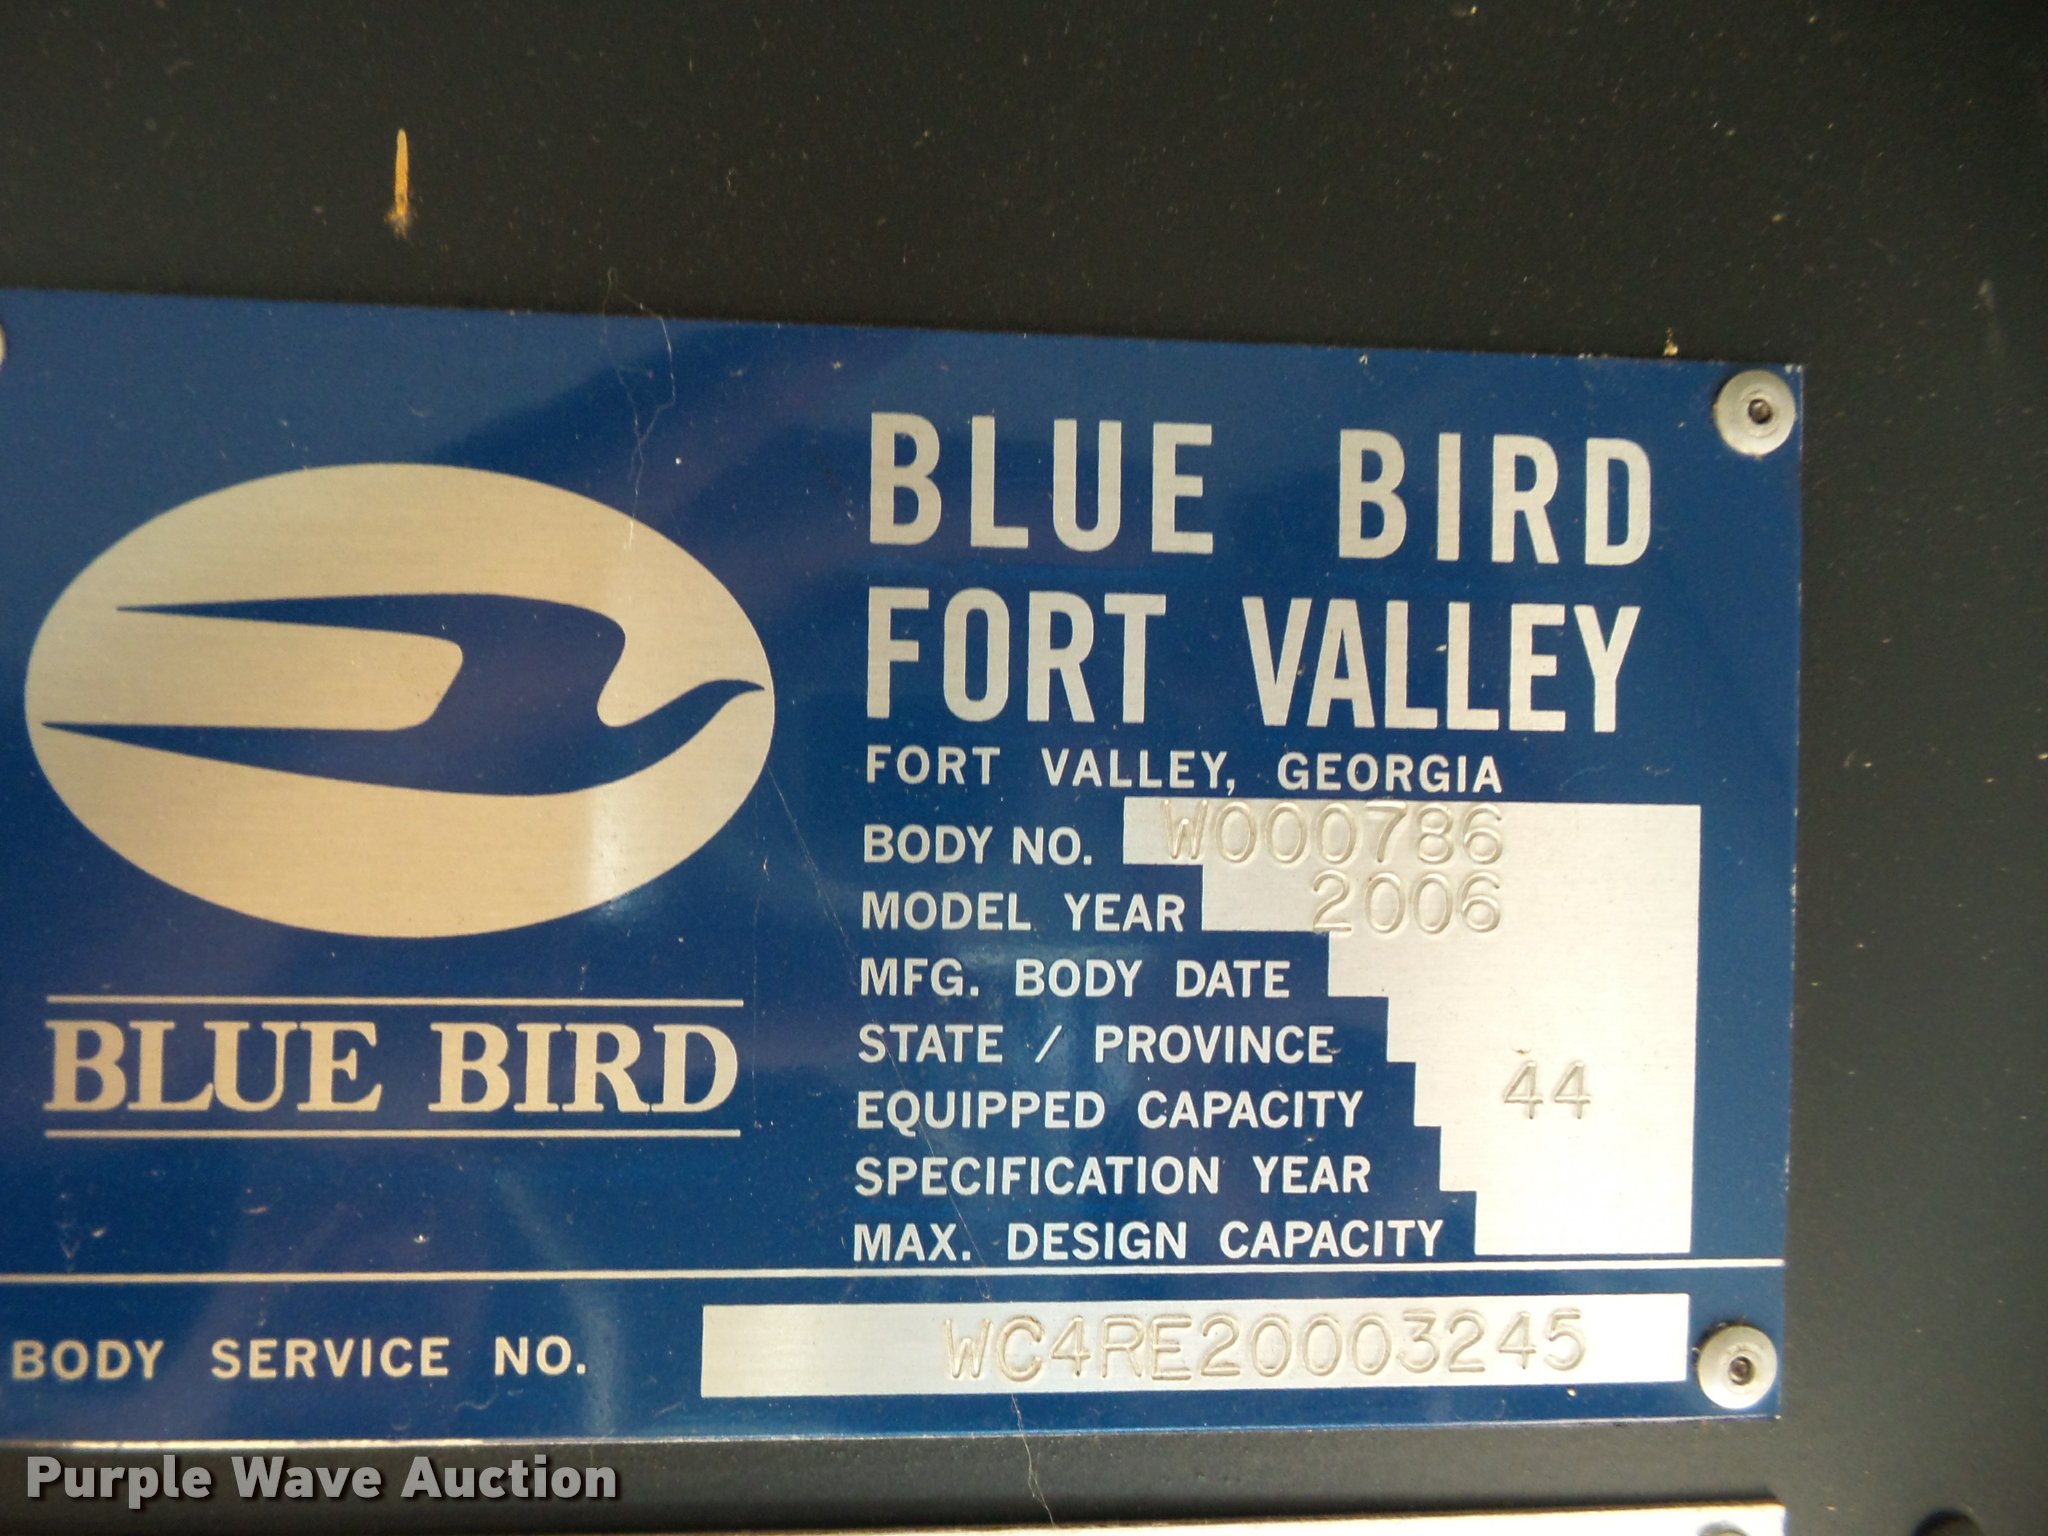 BLUE BIRD
FORT VALLEY
FORT VALLEY, GEORGIA
BODY NO. W000786
MODEL YEAR 2006
MFG. BODY DATE
STATE / PROVINCE
EQUIPPED CAPACITY 44
SPECIFICATION YEAR
MAX. DESIGN CAPACITY
BLUE BIRD
BODY SERVICE NO. WC4RE20003245
Purple Wave Auction